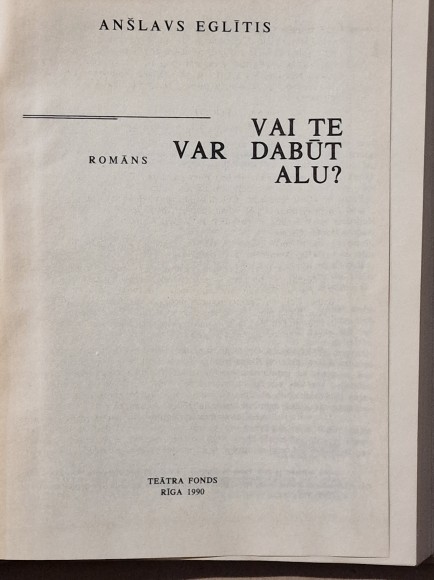 ANŠLAVS EGLĪTIS
VAI TE
ROMĀNS VAR DABŪT
ALU?
TEĀTRA FONDS
RĪGA 1990